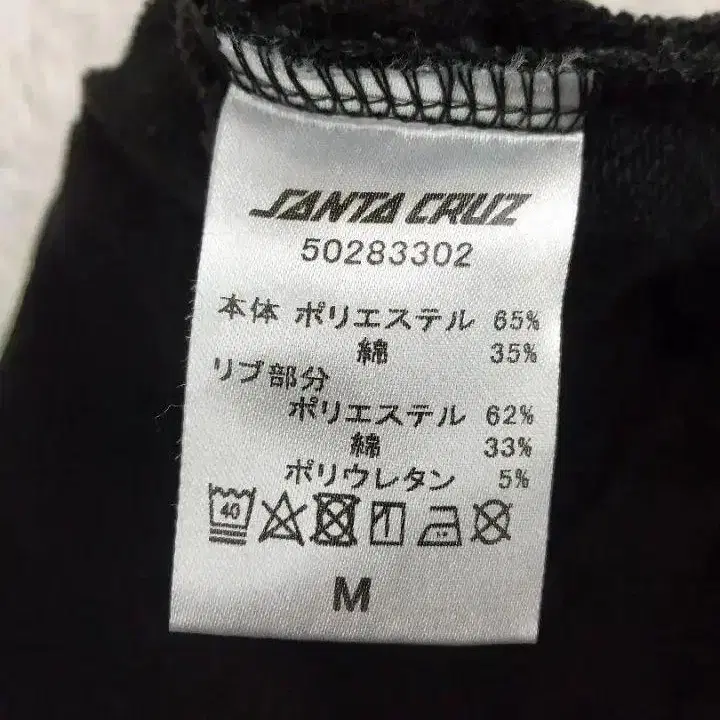 SANTA CRUZ
50283302
本体 ポリエステル 65%
綿 35%
リブ部分
ポリエステル 62%
綿 33%
ポリウレタン 5%
40
M